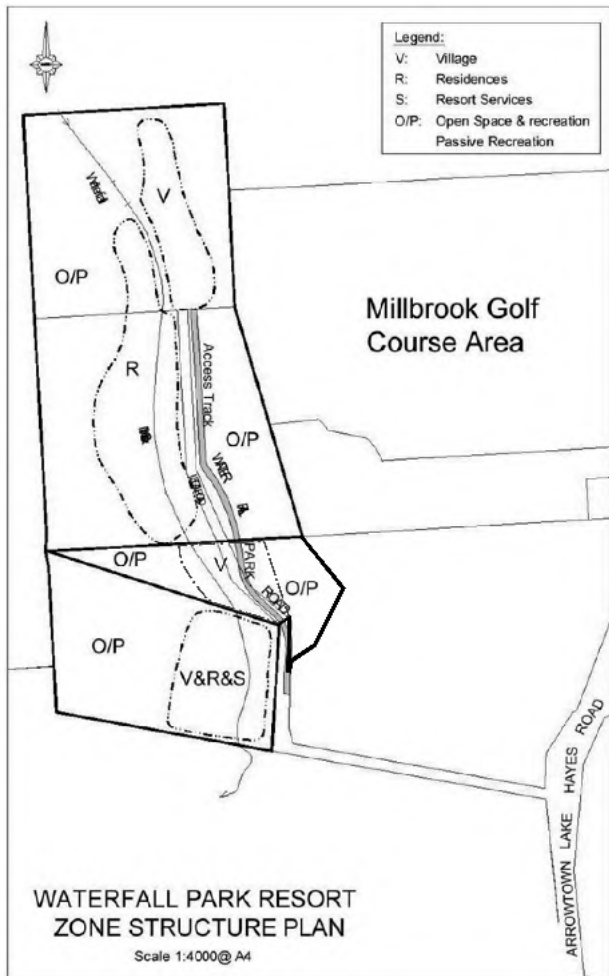 Legend:
V: Village
R: Residences
S: Resort Services
O/P: Open Space & recreation
Passive Recreation
V
O/P
Millbrook Golf
Course Area
R
Access Track
O/P
O/P
V
PARK
ROAD
O/P
O/P
V&R&S
ARROWTOWN LAKE HAYES ROAD
WATERFALL PARK RESORT
ZONE STRUCTURE PLAN
Scale 1:4000@ A4